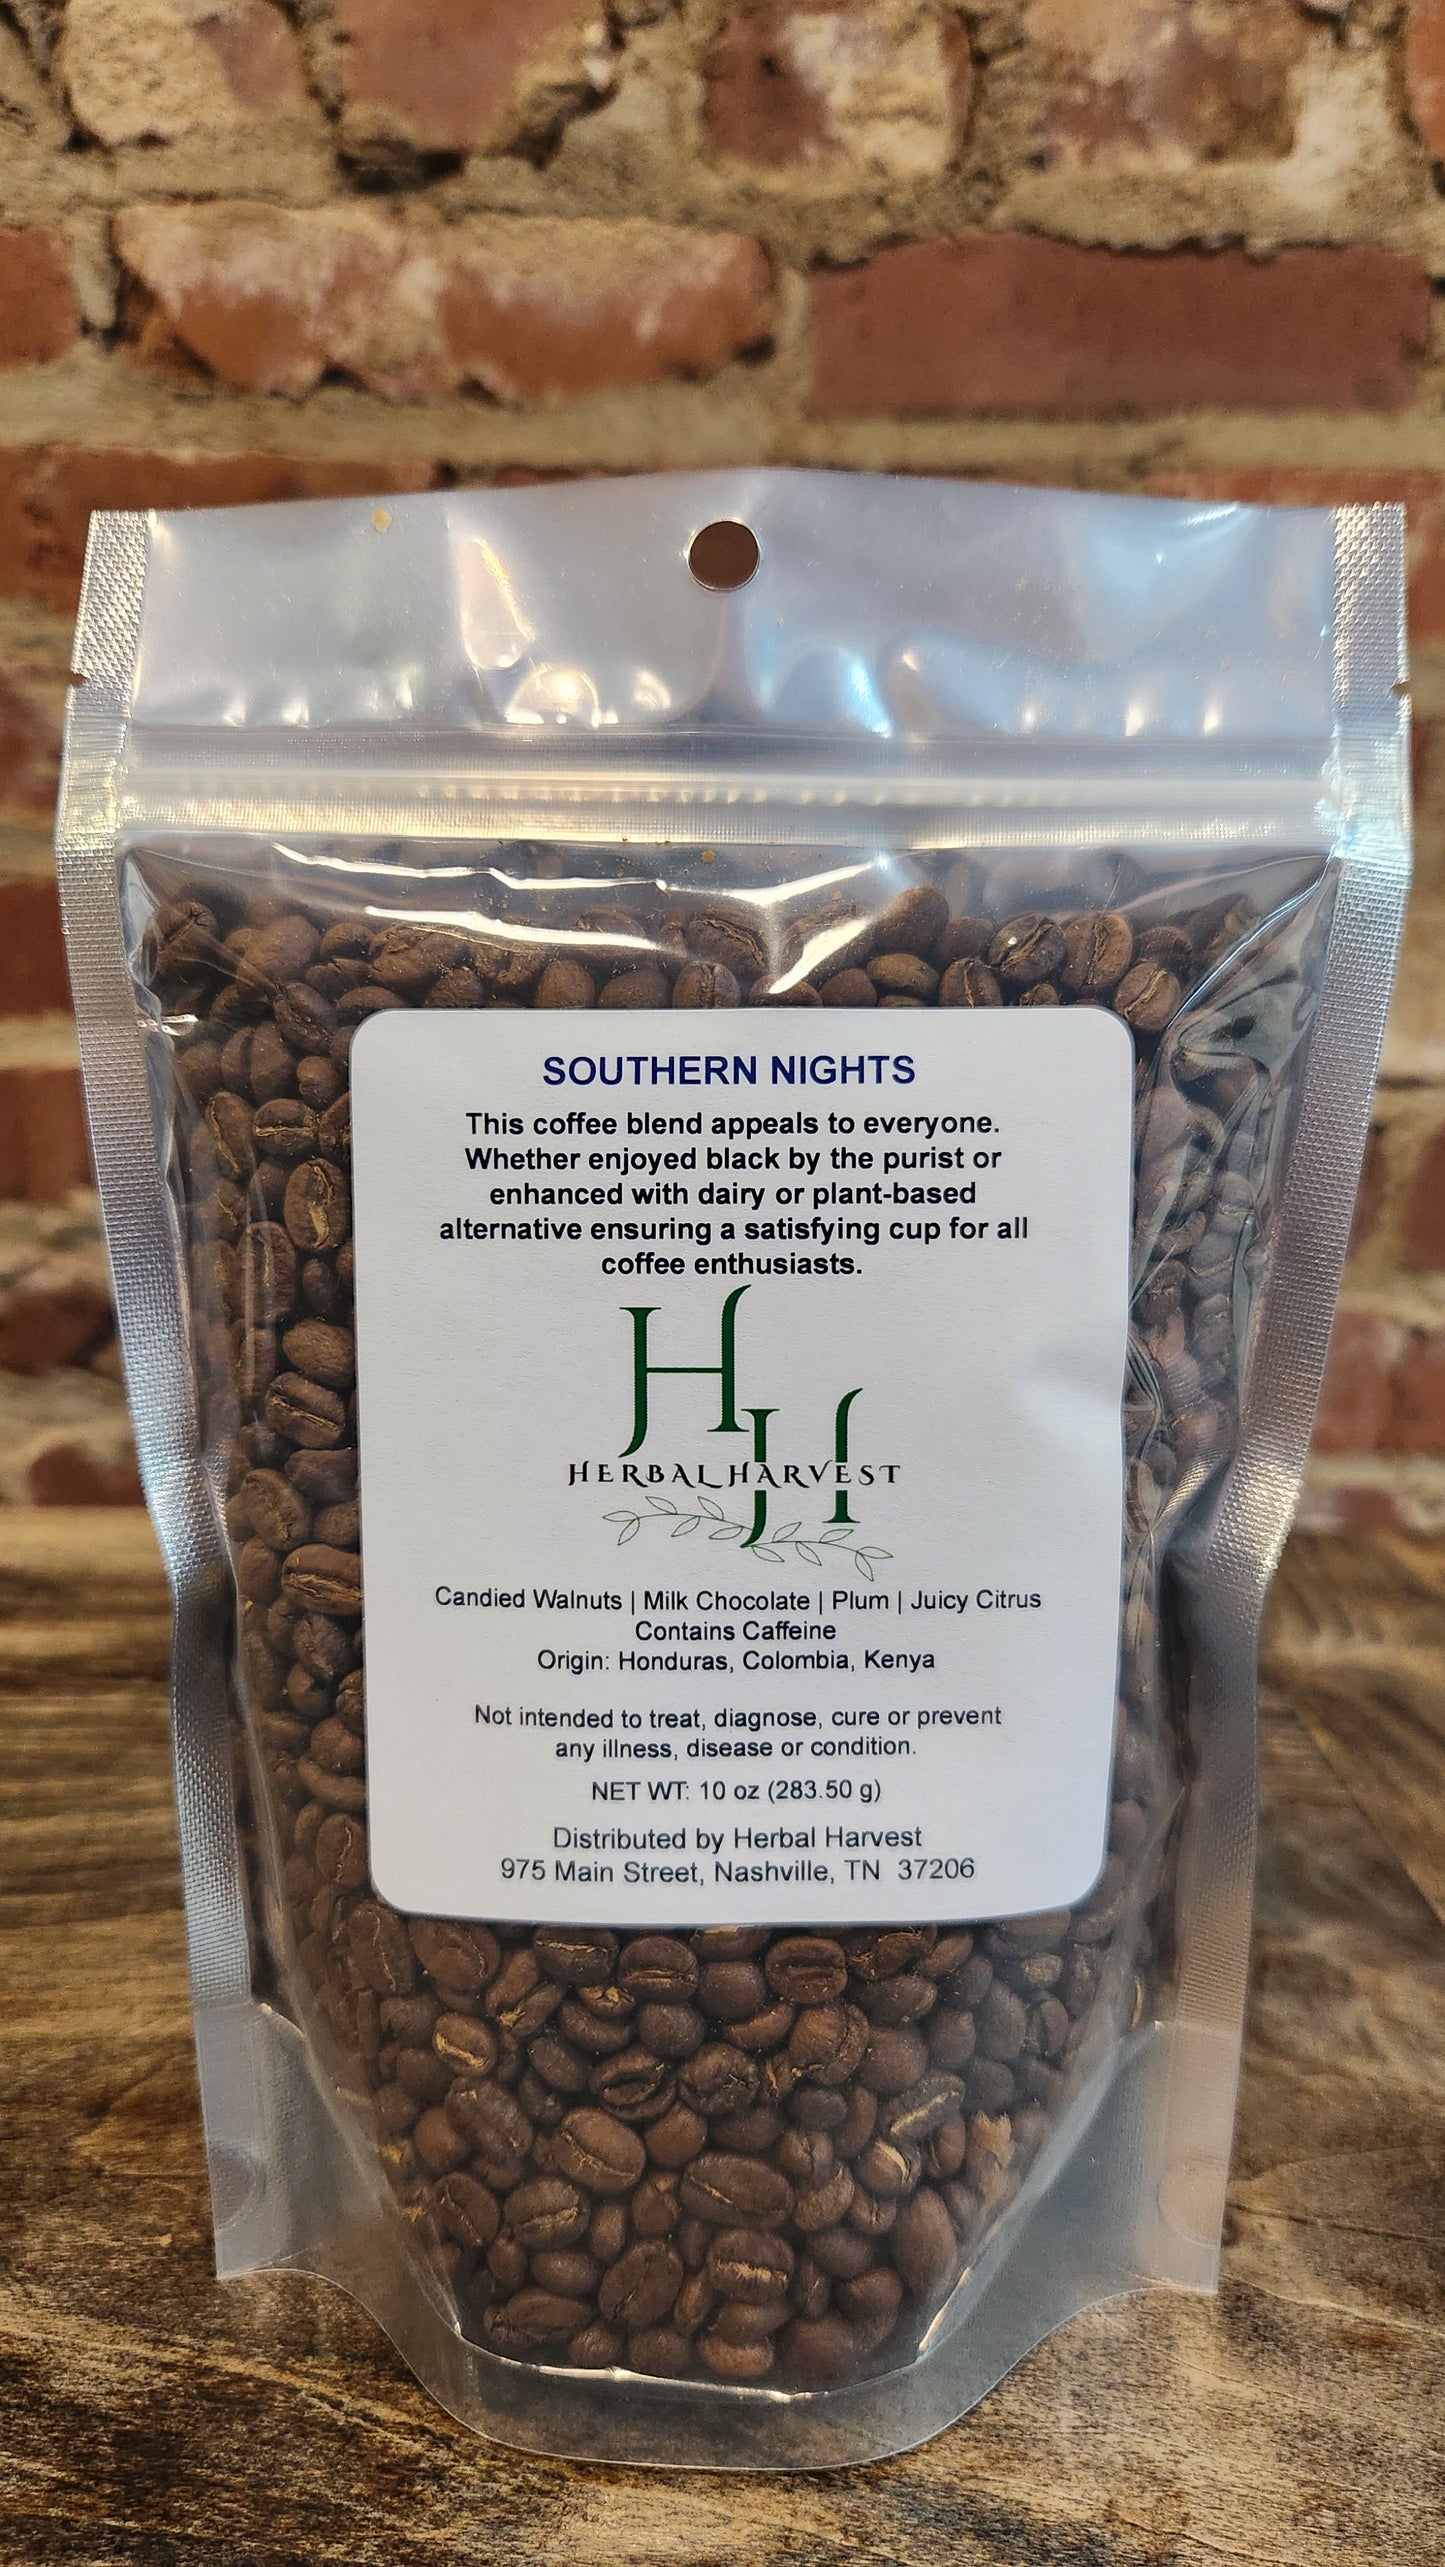 SOUTHERN NIGHTS
This coffee blend appeals to everyone.
Whether enjoyed black by the purist or
enhanced with dairy or plant-based
alternative ensuring a satisfying cup for all
coffee enthusiasts.
HH
HERBAL HARVEST
Candied Walnuts | Milk Chocolate | Plum | Juicy Citrus
Contains Caffeine
Origin: Honduras, Colombia, Kenya
Not intended to treat, diagnose, cure or prevent
any illness, disease or condition.
NET WT: 10 oz (283.50 g)
Distributed by Herbal Harvest
975 Main Street, Nashville, TN  37206